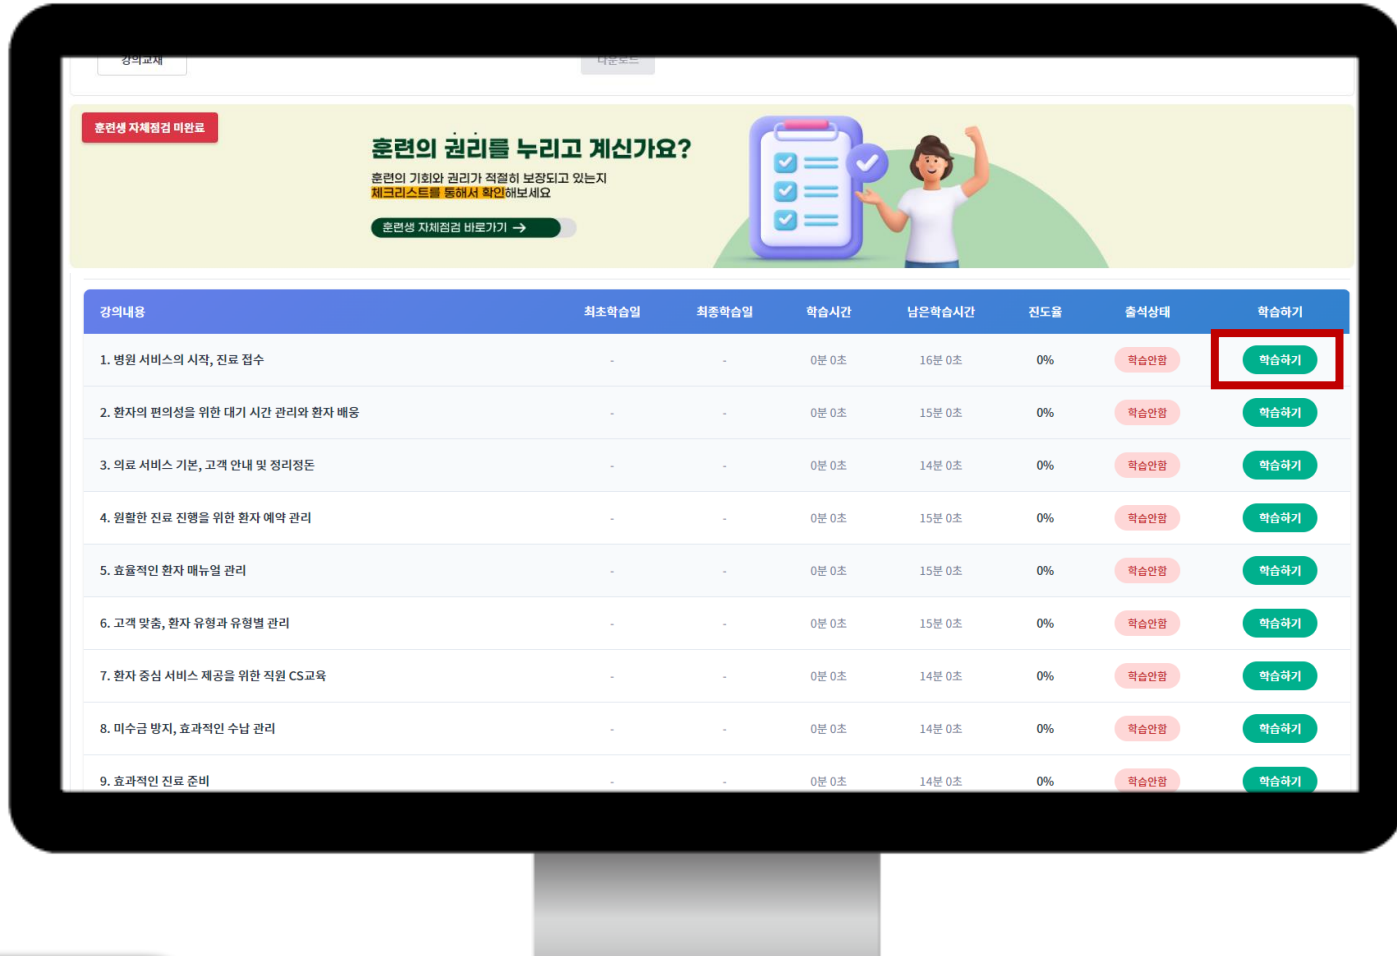 강의교재 다운로드
훈련생 자체점검 미완료
훈련의 권리를 누리고 계신가요?
훈련의 기회와 권리가 적절히 보장되고 있는지
체크리스트를 통해서 확인해보세요
훈련생 자체점검 바로가기 →
강의내용 최초학습일 최종학습일 학습시간 남은학습시간 진도율 출석상태 학습하기
1. 병원 서비스의 시작, 진료 접수 - - 0분 0초 16분 0초 0% 학습안함 학습하기
2. 환자의 편의성을 위한 대기 시간 관리와 환자 배웅 - - 0분 0초 15분 0초 0% 학습안함 학습하기
3. 의료 서비스 기본, 고객 안내 및 정리정돈 - - 0분 0초 14분 0초 0% 학습안함 학습하기
4. 원활한 진료 진행을 위한 환자 예약 관리 - - 0분 0초 15분 0초 0% 학습안함 학습하기
5. 효율적인 환자 매뉴얼 관리 - - 0분 0초 15분 0초 0% 학습안함 학습하기
6. 고객 맞춤, 환자 유형과 유형별 관리 - - 0분 0초 15분 0초 0% 학습안함 학습하기
7. 환자 중심 서비스 제공을 위한 직원 CS교육 - - 0분 0초 14분 0초 0% 학습안함 학습하기
8. 미수금 방지, 효과적인 수납 관리 - - 0분 0초 14분 0초 0% 학습안함 학습하기
9. 효과적인 진료 준비 - - 0분 0초 14분 0초 0% 학습안함 학습하기